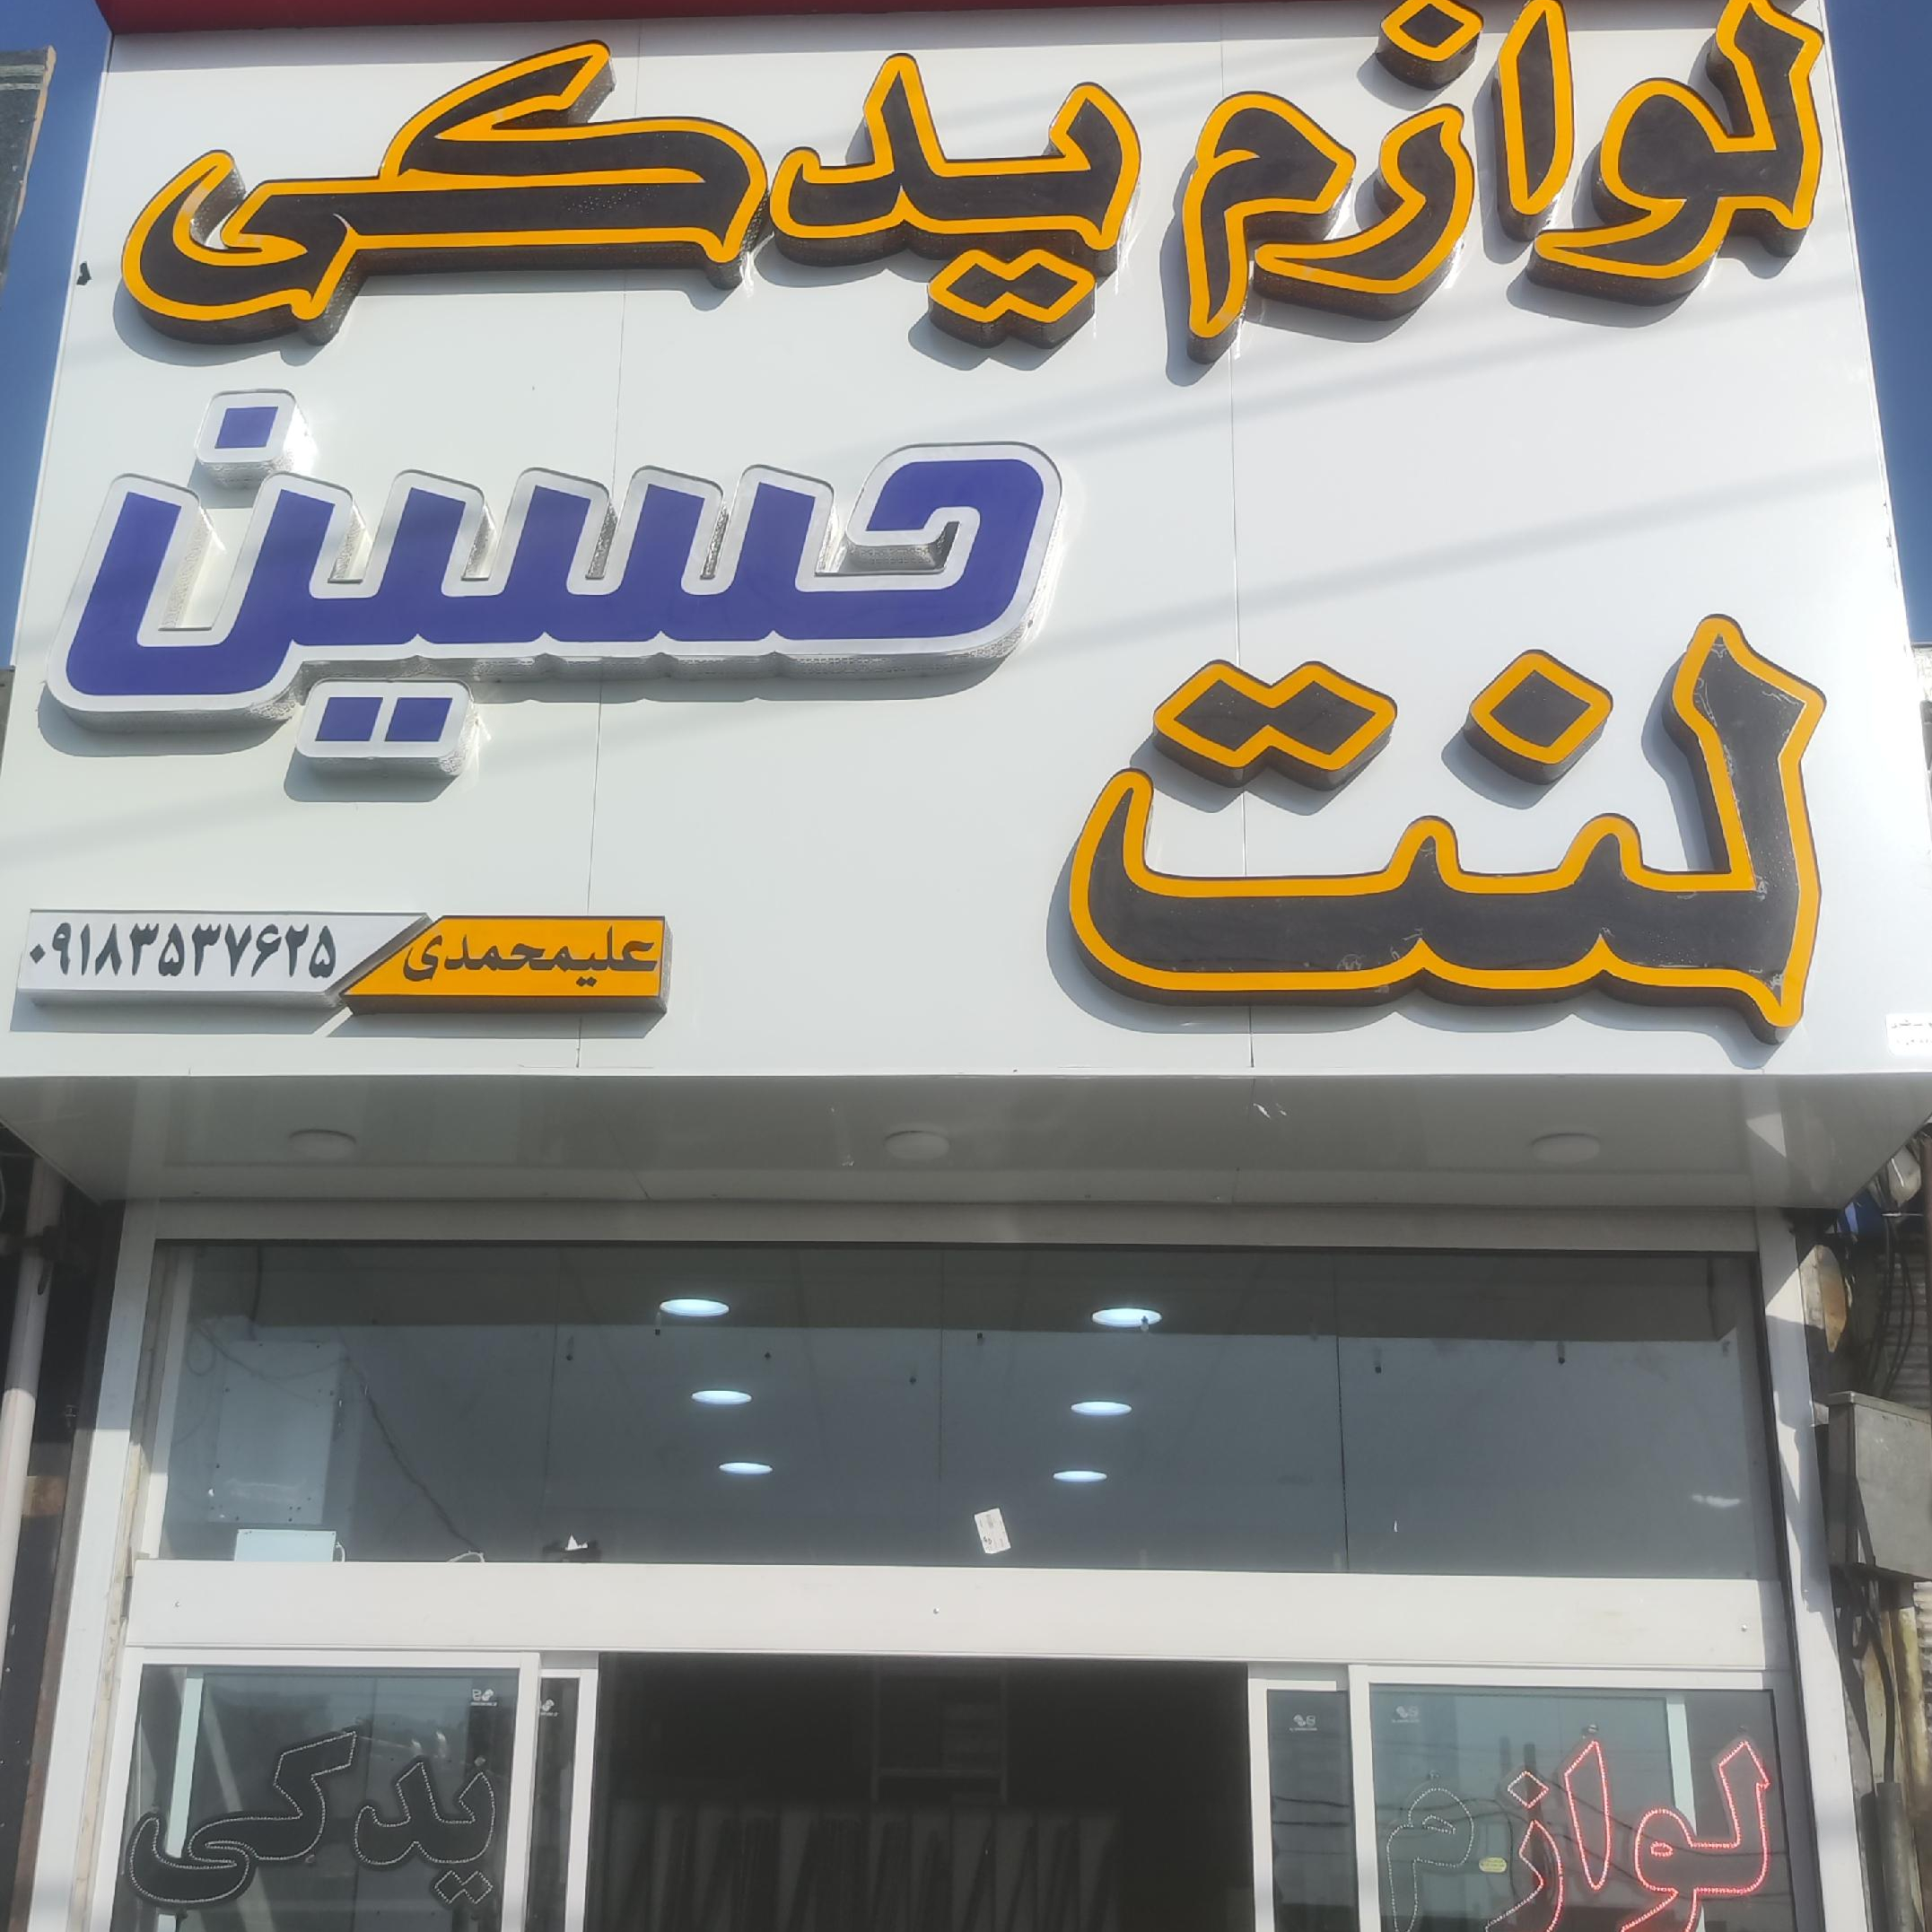 لوازم یدکی
لنت حسین
علیمحمدی ۰۹۱۸۳۵۳۷۶۲۵
لوازم یدکی